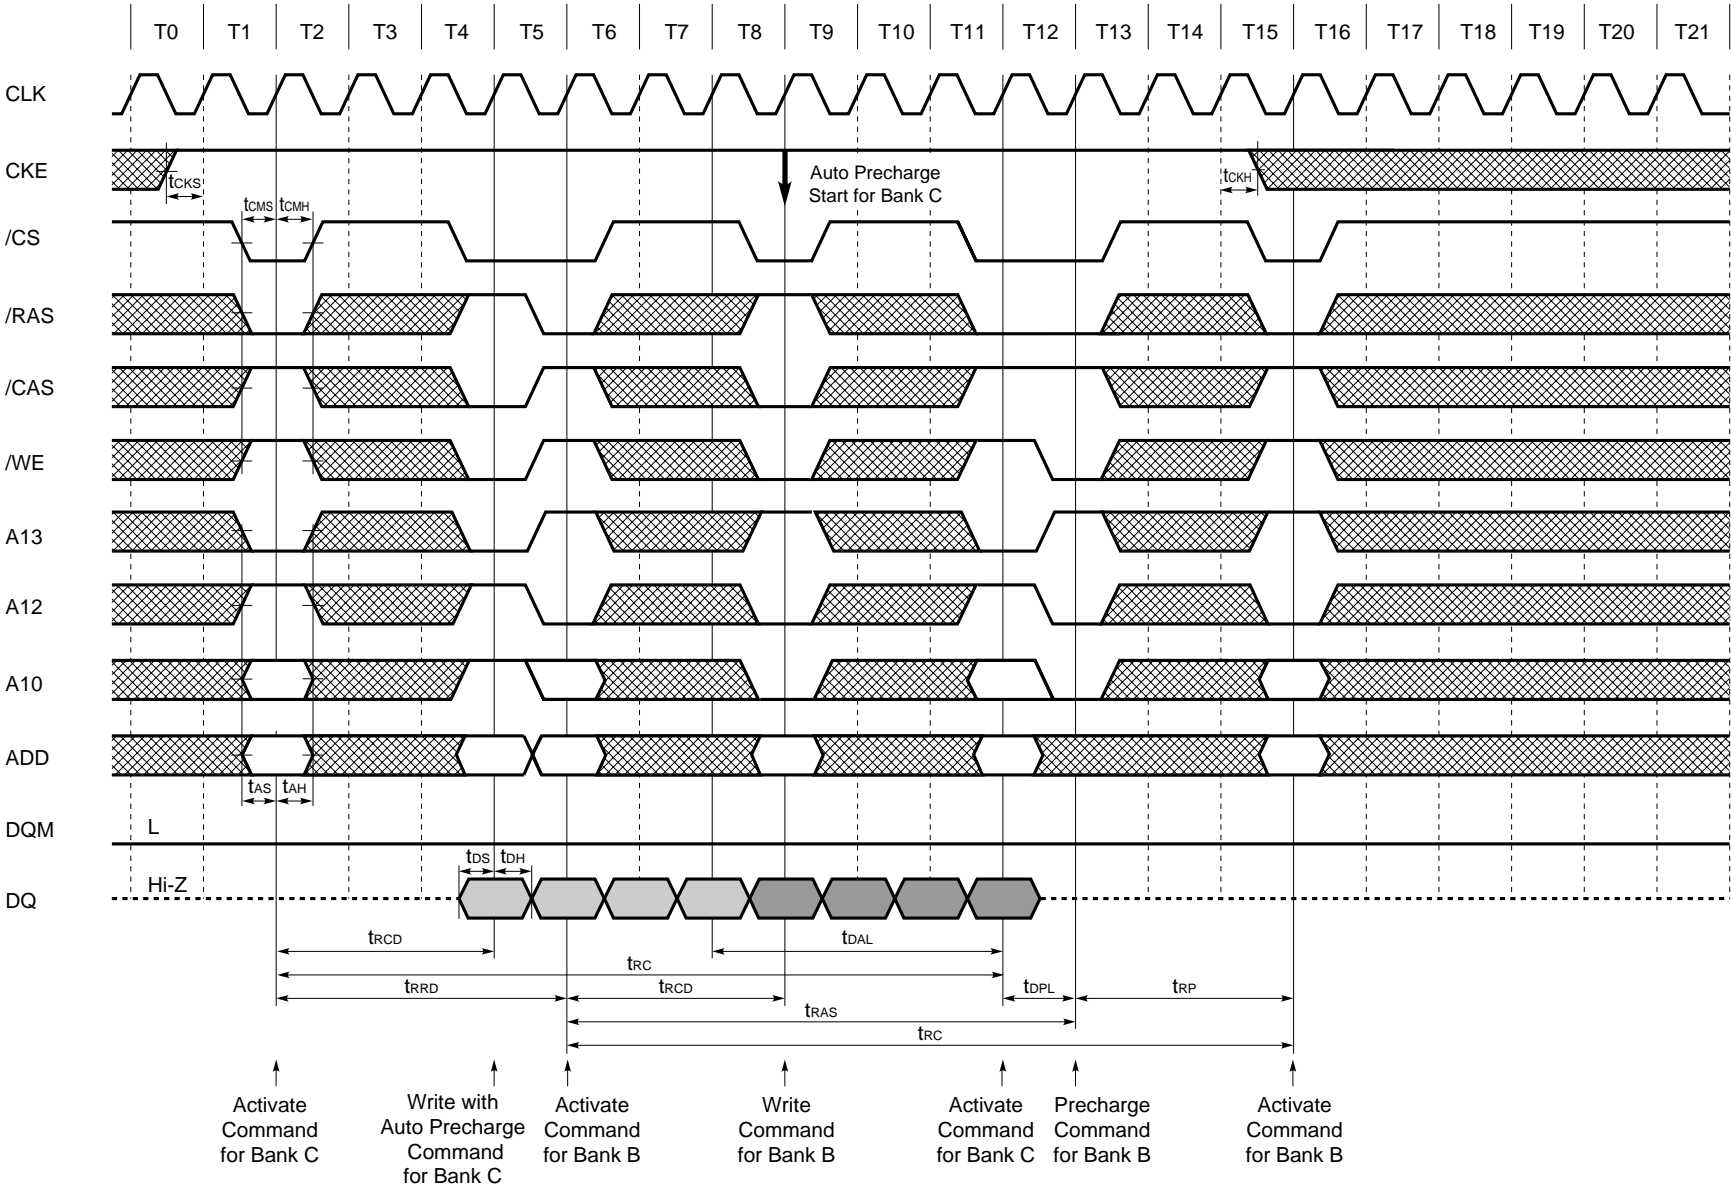 T0 T1 T2 T3 T4 T5 T6 T7 T8 T9 T10 T11 T12 T13 T14 T15 T16 T17 T18 T19 T20 T21
CLK
CKE
tCKS
Auto Precharge
Start for Bank C
tCKH
tCMS tCMH
/CS
/RAS
/CAS
/WE
A13
A12
A10
ADD
tAS tAH
DQM
L
tDS tDH
DQ
Hi-Z
tRCD
tDAL
tRC
tRRD
tRCD
tDPL
tRP
tRAS
tRC
Activate
Command
for Bank C
Write with
Auto Precharge
Command
for Bank C
Activate
Command
for Bank B
Write
Command
for Bank B
Activate
Command
for Bank C
Precharge
Command
for Bank B
Activate
Command
for Bank B